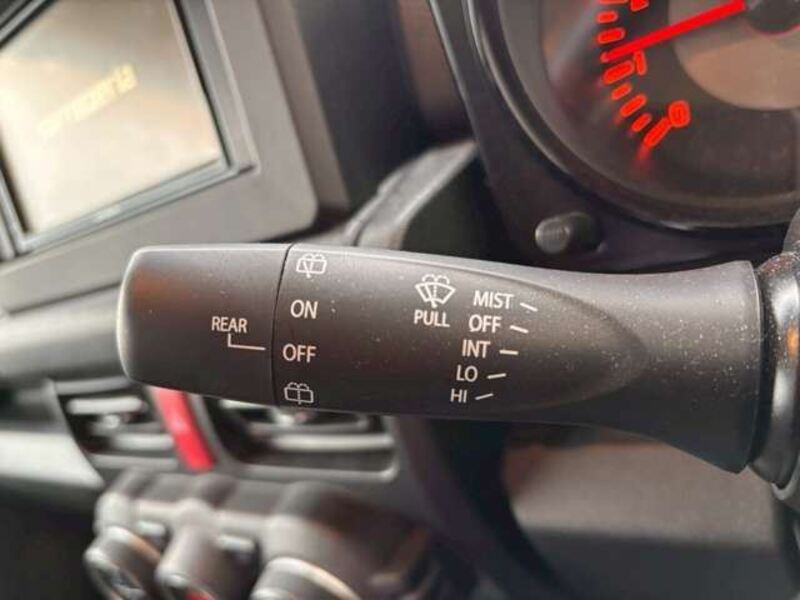 MIST
ON
PULL
OFF
REAR
OFF
INT
LO
HI